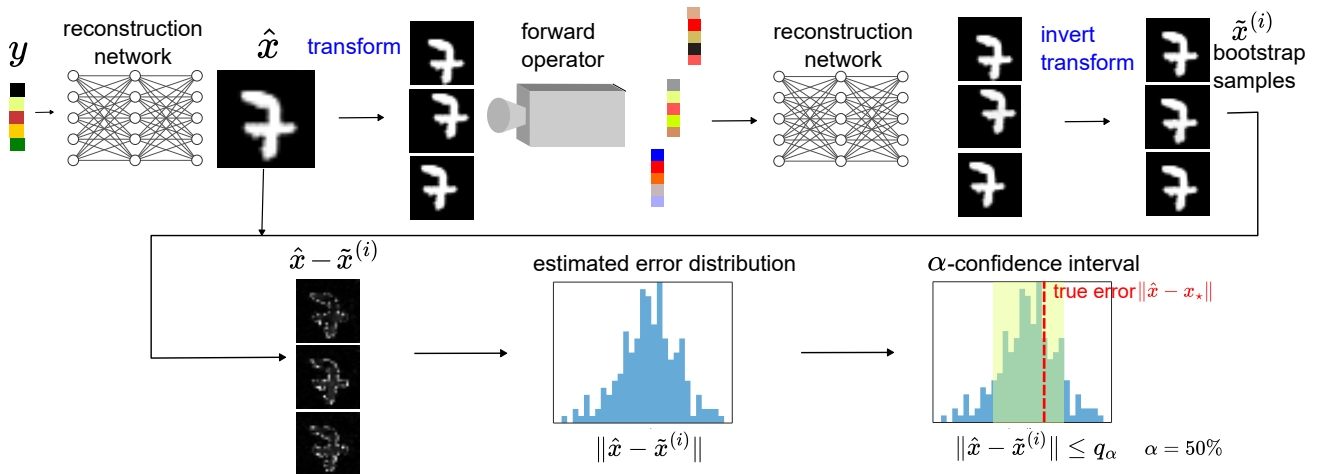 y
reconstruction
network
x̂
transform
forward
operator
reconstruction
network
invert
transform
x̃⁽ⁱ⁾
bootstrap
samples
x̂ − x̃⁽ⁱ⁾
estimated error distribution
‖x̂ − x̃⁽ⁱ⁾‖
α-confidence interval
true error ‖x̂ − x⋆‖
‖x̂ − x̃⁽ⁱ⁾‖ ≤ qα α = 50%